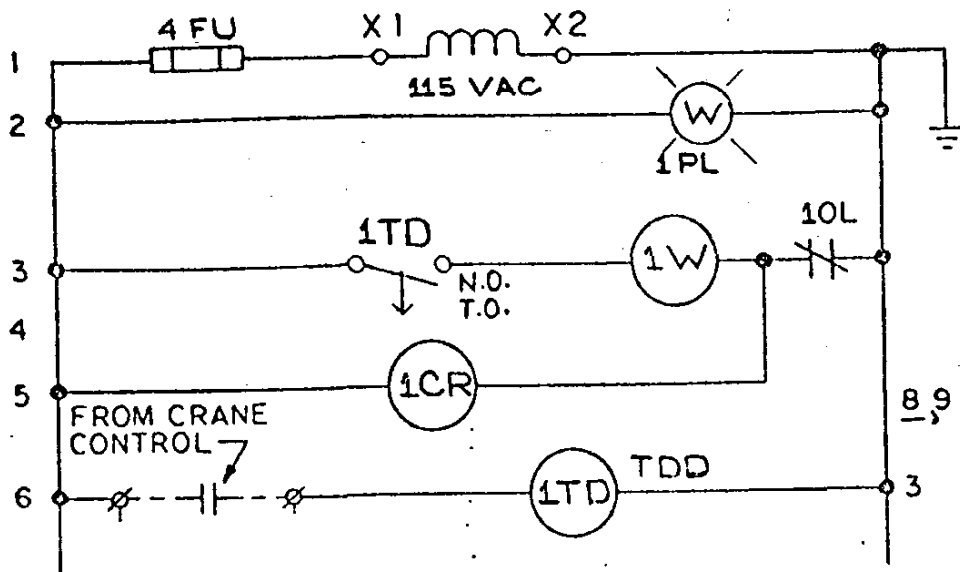 4 FU
X1
X2
1
115 VAC
2
W
1PL
1TD
1OL
3
1W
N.O.
T.O.
4
5
1CR
8,9
FROM CRANE
CONTROL
6
1TD
TDD
3